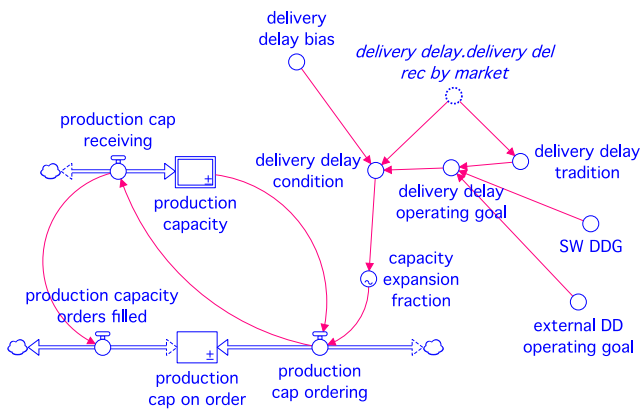 delivery
delay bias
delivery delay.delivery del
rec by market
production cap
receiving
delivery delay
condition
delivery delay
operating goal
delivery delay
tradition
production
capacity
SW DDG
capacity
expansion
fraction
production capacity
orders filled
external DD
operating goal
production
cap on order
production
cap ordering